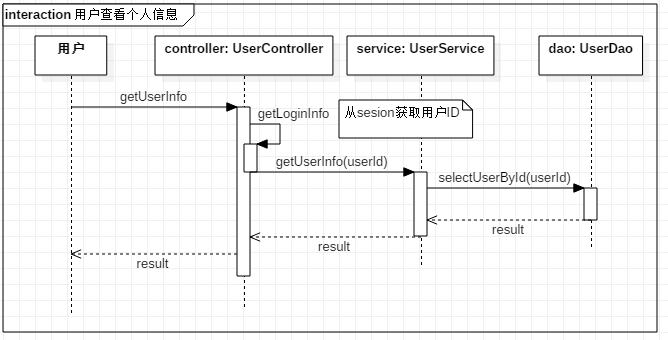 interaction 用户查看个人信息
用户
controller: UserController
service: UserService
dao: UserDao
getUserInfo
getLoginInfo
从sesion获取用户ID
getUserInfo(userId)
selectUserById(userId)
result
result
result